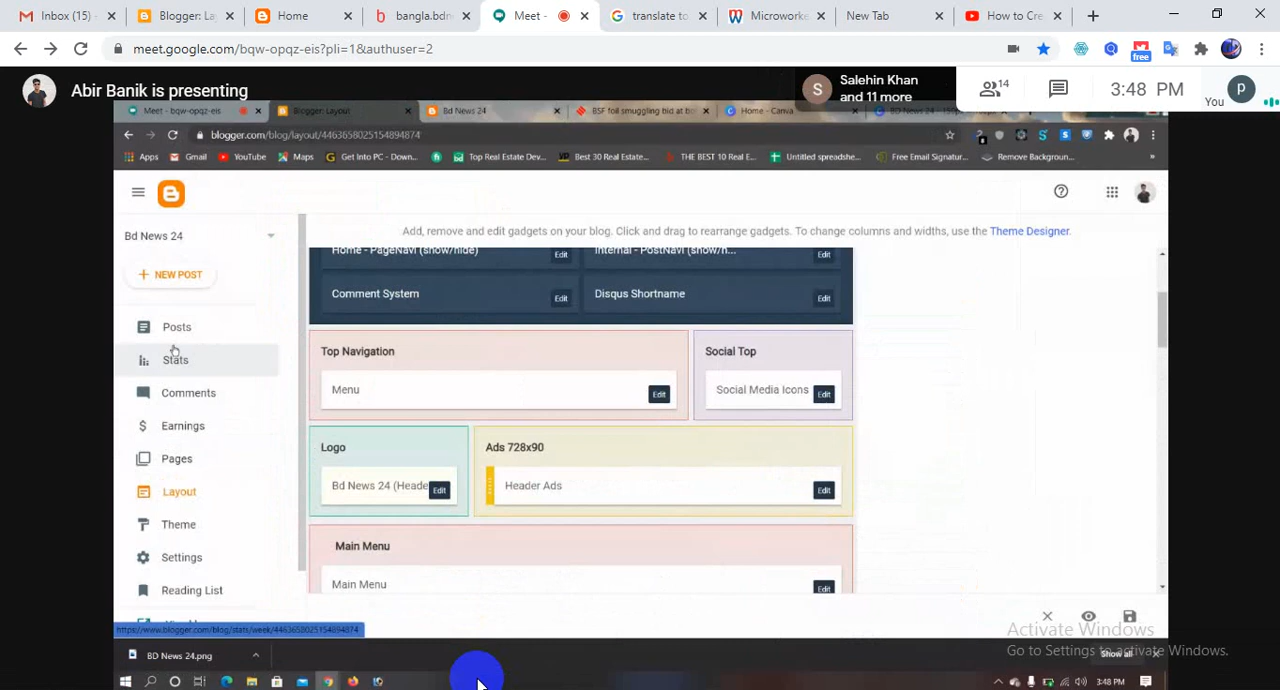 Inbox (15) -
Blogger: La
Home
bangla.bdn
Meet -
translate to
Microworke
New Tab
How to Cre
meet.google.com/bqw-opqz-eis?pli=1&authuser=2
free
Abir Banik is presenting
S
Salehin Khan
and 11 more
14
3:48 PM
You
p
Meet - bqw-opqz-eis
Blogger: Layout
Bd News 24
BSF foil smuggling bid at bo
Home - Canva
blogger.com/blog/layout/4463658025154894874
Apps
Gmail
YouTube
Maps
Get Into PC - Down...
Top Real Estate Dev...
Best 30 Real Estate...
THE BEST 10 Real E...
Untitled spreadshe...
Free Email Signatur...
Remove Backgroun...
Bd News 24
Add, remove and edit gadgets on your blog. Click and drag to rearrange gadgets. To change columns and widths, use the Theme Designer.
NEW POST
Posts
Stats
Comments
Earnings
Pages
Layout
Theme
Settings
Reading List
Home - PageNavi (show/hide)
Edit
Internal - PostNavi (show/h...
Edit
Comment System
Edit
Disqus Shortname
Edit
Top Navigation
Menu
Edit
Social Top
Social Media Icons
Edit
Logo
Bd News 24 (Heade
Edit
Ads 728x90
Header Ads
Edit
Main Menu
Main Menu
Edit
https://www.blogger.com/blog/stats/week/4463658025154894874
Activate Windows
Go to Settings to activate Windows.
BD News 24.png
Show all
3:48 PM